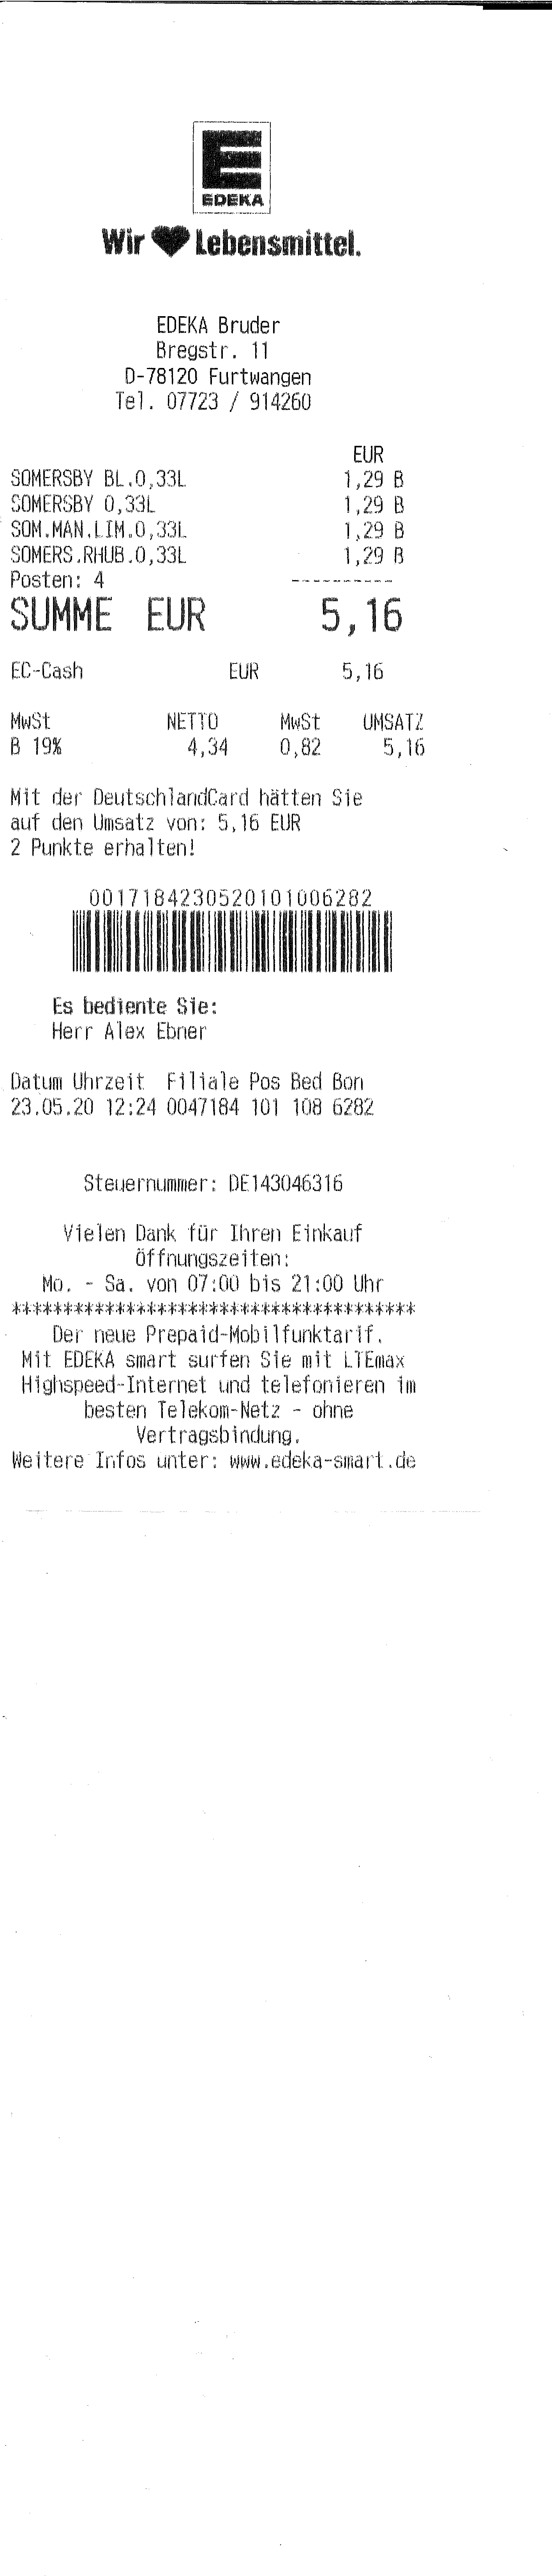 EDEKA
Wir Lebensmittel.
EDEKA Bruder
Bregstr. 11
D-78120 Furtwangen
Tel. 07723 / 914260
EUR
SOMERSBY BL.0,33L 1,29 B
SOMERSBY 0,33L 1,29 B
SOM.MAN.LIM.0,33L 1,29 B
SOMERS.RHUB.0,33L 1,29 B
Posten: 4 ----------
SUMME EUR 5,16
EC-Cash EUR 5,16
MwSt NETTO MwSt UMSATZ
B 19% 4,34 0,82 5,16
Mit der DeutschlandCard hätten Sie
auf den Umsatz von: 5,16 EUR
2 Punkte erhalten!
0017184230520101006282
Es bediente Sie:
Herr Alex Ebner
Datum Uhrzeit Filiale Pos Bed Bon
23.05.20 12:24 0047184 101 108 6282
Steuernummer: DE143046316
Vielen Dank für Ihren Einkauf
Öffnungszeiten:
Mo. - Sa. von 07:00 bis 21:00 Uhr
***************************************
Der neue Prepaid-Mobilfunktarif.
Mit EDEKA smart surfen Sie mit LTEmax
Highspeed-Internet und telefonieren im
besten Telekom-Netz - ohne
Vertragsbindung.
Weitere Infos unter: www.edeka-smart.de